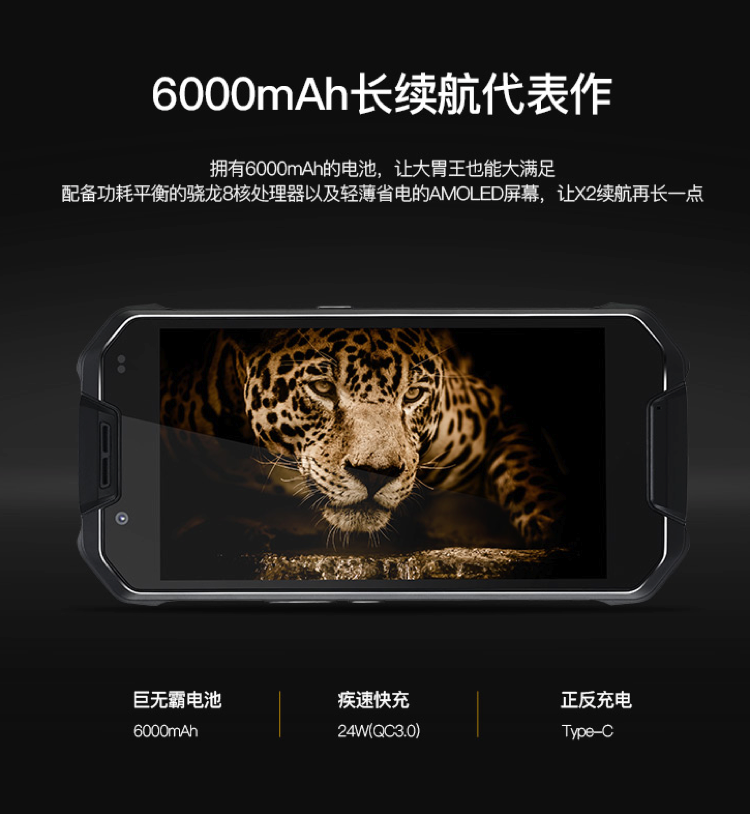 6000mAh长续航代表作
拥有6000mAh的电池，让大胃王也能大满足
配备功耗平衡的骁龙8核处理器以及轻薄省电的AMOLED屏幕，让X2续航再长一点
巨无霸电池
6000mAh
疾速快充
24W(QC3.0)
正反充电
Type-C